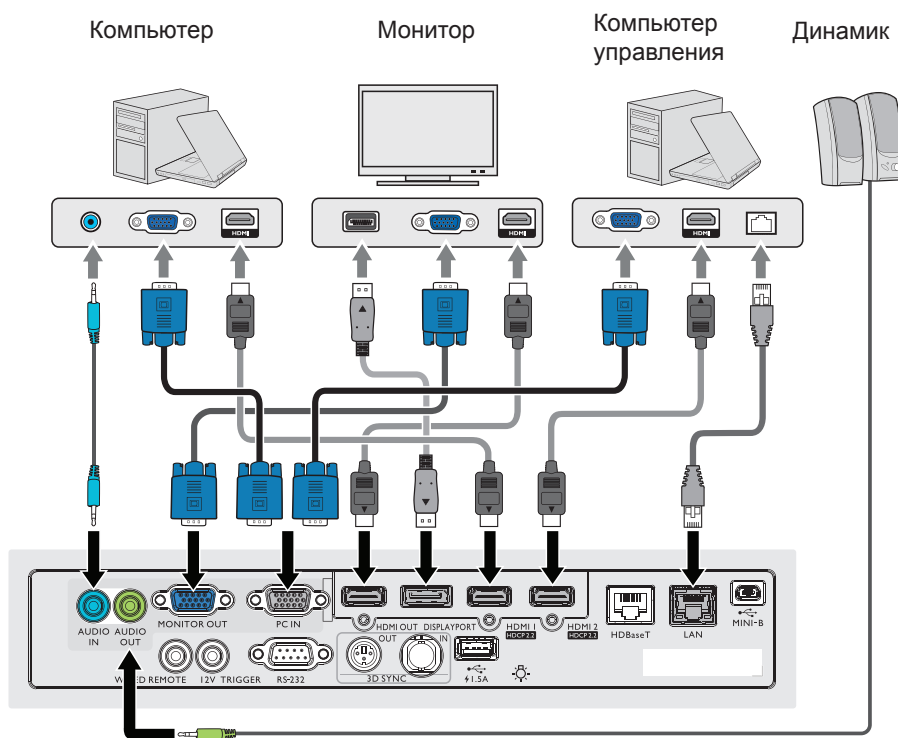 Компьютер
Монитор
Компьютер
управления
Динамик
HDMI
HDMI
HDMI
AUDIO
IN
AUDIO
OUT
MONITOR OUT
PC IN
HDMI OUT
DISPLAYPORT
HDMI 1
HDCP 2.2
HDMI 2
HDCP 2.2
HDBaseT
LAN
MINI-B
REMOTE
12V TRIGGER
RS-232
OUT
IN
3D SYNC
1.5A